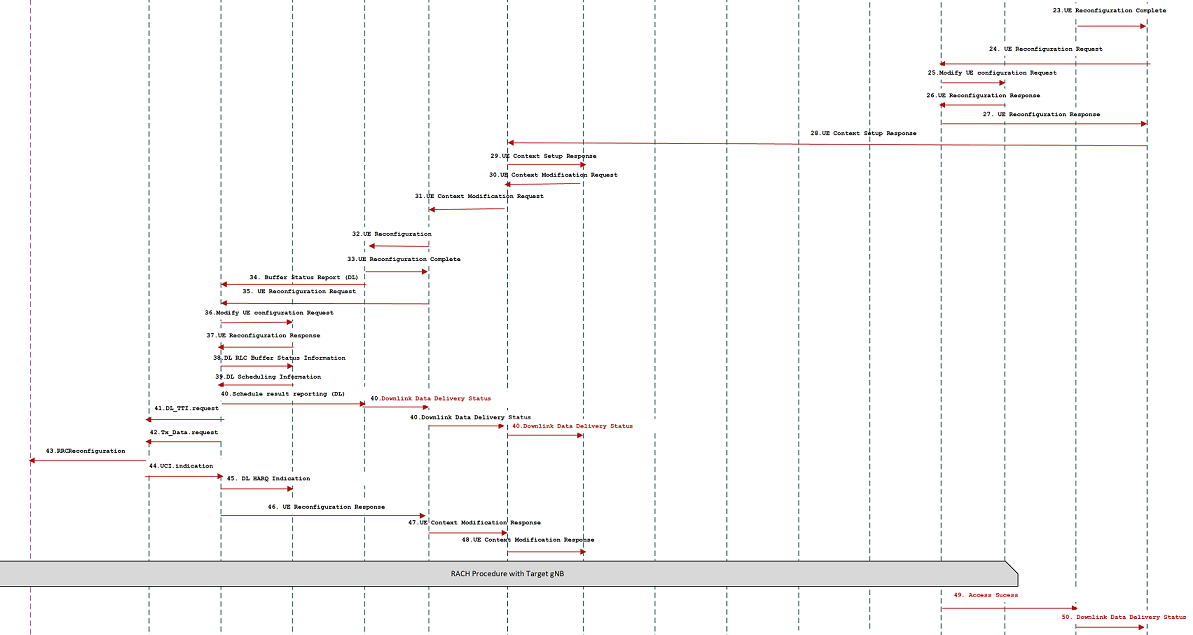 23.UE Reconfiguration Complete
24. UE Reconfiguration Request
25.Modify UE configuration Request
26.UE Reconfiguration Response
27. UE Reconfiguration Response
28.UE Context Setup Response
29.UE Context Setup Response
30.UE Context Modification Request
31.UE Context Modification Request
32.UE Reconfiguration
33.UE Reconfiguration Complete
34. Buffer Status Report (DL)
35. UE Reconfiguration Request
36.Modify UE configuration Request
37.UE Reconfiguration Response
38.DL RLC Buffer Status Information
39.DL Scheduling Information
40.Schedule result reporting (DL)
40.Downlink Data Delivery Status
41.DL_TTI.request
40.Downlink Data Delivery Status
40.Downlink Data Delivery Status
42.Tx_Data.request
43.RRCReconfiguration
44.UCI.indication
45. DL HARQ Indication
46. UE Reconfiguration Response
47.UE Context Modification Response
48.UE Context Modification Response
RACH Procedure with Target gNB
49. Access Sucess
50. Downlink Data Delivery Status